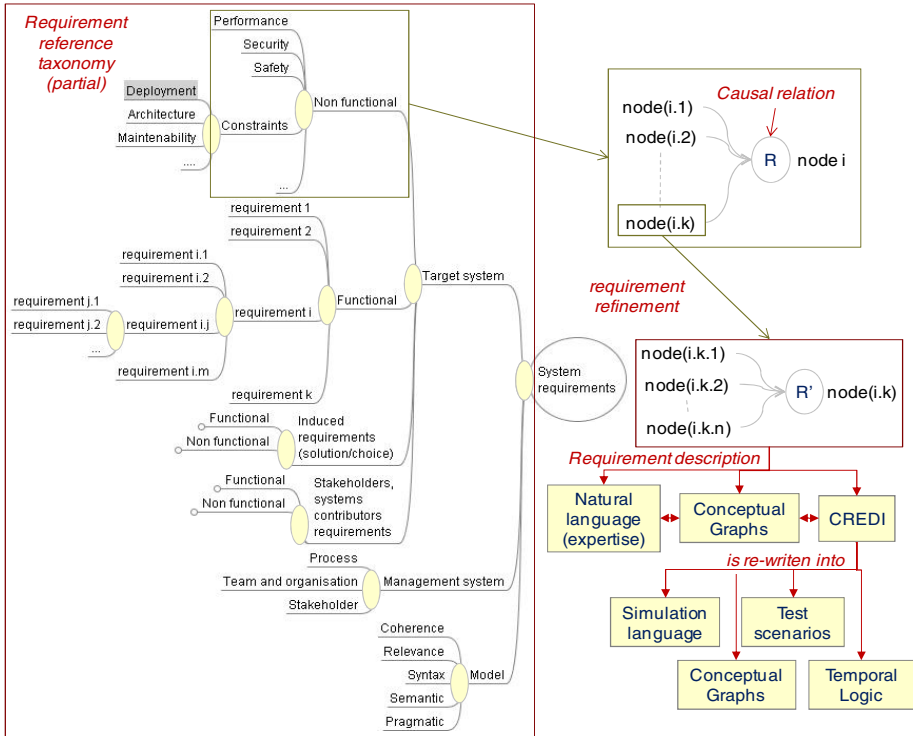 Requirement
reference
taxonomy
(partial)
Performance
Security
Safety
Non functional
Deployment
Architecture
Constraints
Maintenability
....
...
requirement 1
requirement 2
requirement i.1
requirement i.2
Target system
requirement j.1
requirement j.2
requirement i.j
requirement i
Functional
...
requirement i.m
requirement k
System
requirements
Functional
Non functional
Induced
requirements
(solution/choice)
Functional
Non functional
Stakeholders,
systems
contributors
requirements
Process
Team and organisation
Management system
Stakeholder
Coherence
Relevance
Syntax
Model
Semantic
Pragmatic
Causal relation
node(i.1)
node(i.2)
R
node i
node(i.k)
requirement
refinement
node(i.k.1)
node(i.k.2)
R’
node(i.k)
node(i.k.n)
Requirement description
Natural
language
(expertise)
Conceptual
Graphs
CREDI
is re-writen into
Simulation
language
Test
scenarios
Conceptual
Graphs
Temporal
Logic